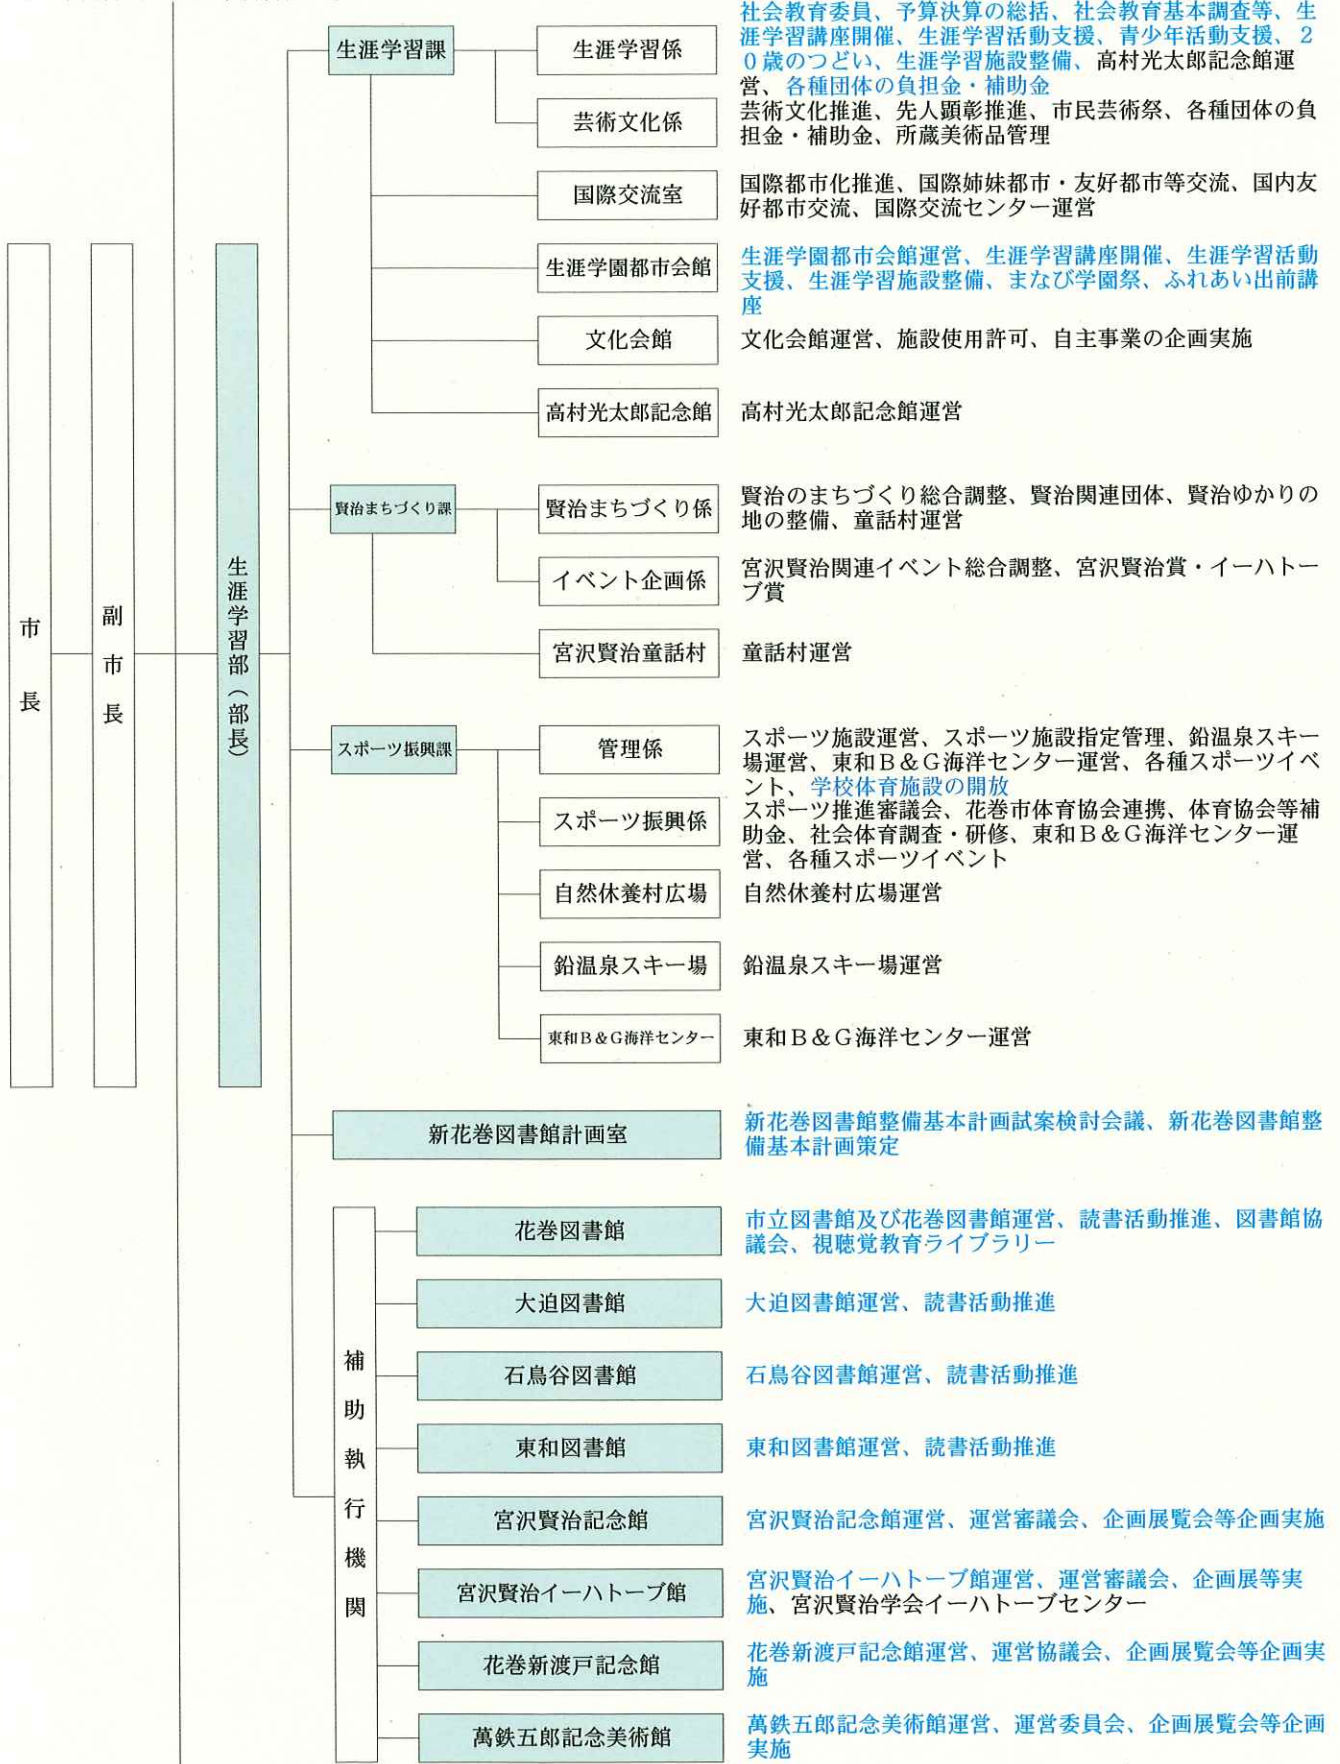 社会教育委員、予算決算の総括、社会教育基本調査等、生
涯学習講座開催、生涯学習活動支援、青少年活動支援、２
０歳のつどい、生涯学習施設整備、高村光太郎記念館運
営、各種団体の負担金・補助金
生涯学習課
生涯学習係
芸術文化係
芸術文化推進、先人顕彰推進、市民芸術祭、各種団体の負
担金・補助金、所蔵美術品管理
国際交流室
国際都市化推進、国際姉妹都市・友好都市等交流、国内友
好都市交流、国際交流センター運営
生涯学園都市会館
生涯学園都市会館運営、生涯学習講座開催、生涯学習活動
支援、生涯学習施設整備、まなび学園祭、ふれあい出前講
座
文化会館
文化会館運営、施設使用許可、自主事業の企画実施
高村光太郎記念館
高村光太郎記念館運営
市長
副市長
生涯学習部（部長）
賢治まちづくり課
賢治まちづくり係
賢治のまちづくり総合調整、賢治関連団体、賢治ゆかりの
地の整備、童話村運営
イベント企画係
宮沢賢治関連イベント総合調整、宮沢賢治賞・イーハトー
ブ賞
宮沢賢治童話村
童話村運営
スポーツ振興課
管理係
スポーツ施設運営、スポーツ施設指定管理、鉛温泉スキー
場運営、東和Ｂ＆Ｇ海洋センター運営、各種スポーツイベ
ント、学校体育施設の開放
スポーツ振興係
スポーツ推進審議会、花巻市体育協会連携、体育協会等補
助金、社会体育調査・研修、東和Ｂ＆Ｇ海洋センター運
営、各種スポーツイベント
自然休養村広場
自然休養村広場運営
鉛温泉スキー場
鉛温泉スキー場運営
東和Ｂ＆Ｇ海洋センター
東和Ｂ＆Ｇ海洋センター運営
新花巻図書館計画室
新花巻図書館整備基本計画試案検討会議、新花巻図書館整
備基本計画策定
補助執行機関
花巻図書館
市立図書館及び花巻図書館運営、読書活動推進、図書館協
議会、視聴覚教育ライブラリー
大迫図書館
大迫図書館運営、読書活動推進
石鳥谷図書館
石鳥谷図書館運営、読書活動推進
東和図書館
東和図書館運営、読書活動推進
宮沢賢治記念館
宮沢賢治記念館運営、運営審議会、企画展覧会等企画実施
宮沢賢治イーハトーブ館
宮沢賢治イーハトーブ館運営、運営審議会、企画展等実
施、宮沢賢治学会イーハトーブセンター
花巻新渡戸記念館
花巻新渡戸記念館運営、運営協議会、企画展覧会等企画実
施
萬鉄五郎記念美術館
萬鉄五郎記念美術館運営、運営委員会、企画展覧会等企画
実施